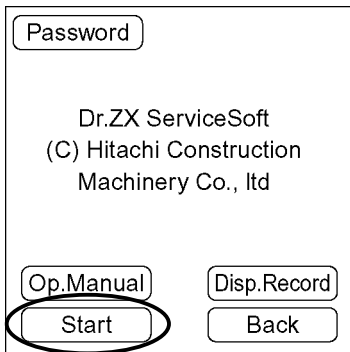 Password
Dr.ZX ServiceSoft
(C) Hitachi Construction
Machinery Co., ltd
Op.Manual Disp.Record
Start Back